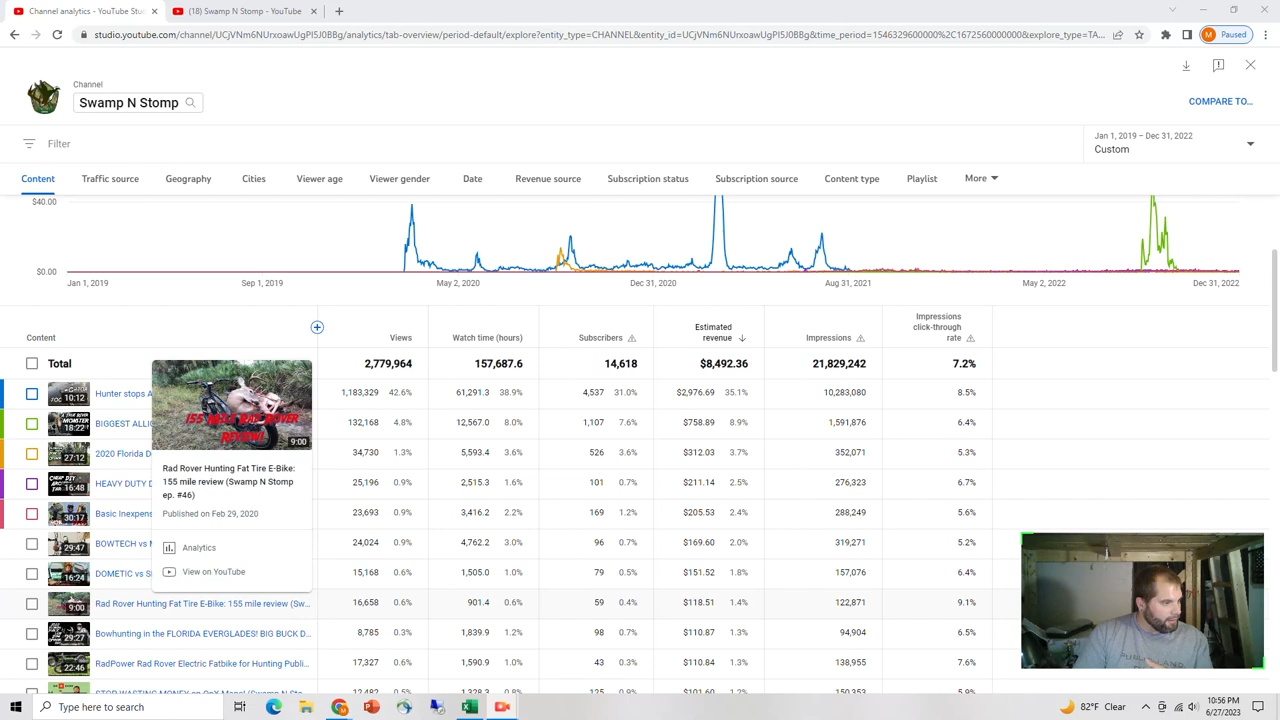 Channel analytics - YouTube Stu
(18) Swamp N Stomp - YouTube
studio.youtube.com/channel/UCjVNm6NUrxoawUgPI5J0BBg/analytics/tab-overview/period-default/explore?entity_type=CHANNEL&entity_id=UCjVNm6NUrxoawUgPI5J0BBg&time_period=1546329600000%2C1672560000000&explore_type=TA...
M Paused
Channel
Swamp N Stomp
COMPARE TO...
Filter
Jan 1, 2019 – Dec 31, 2022
Custom
Content Traffic source Geography Cities Viewer age Viewer gender Date Revenue source Subscription status Subscription source Content type Playlist More
$40.00
$0.00
Jan 1, 2019 Sep 1, 2019 May 2, 2020 Dec 31, 2020 Aug 31, 2021 May 2, 2022 Dec 31, 2022
Content Views Watch time (hours) Subscribers Estimated revenue Impressions Impressions click-through rate
Total 2,779,964 157,687.6 14,618 $8,492.36 21,829,242 7.2%
10:12 Hunter stops A 1,183,329 42.6% 61,291.3 38.9% 4,537 31.0% $2,976.69 35.1% 10,283,080 8.5%
18:22 BIGGEST ALLI 132,168 4.8% 12,567.0 8.0% 1,107 7.6% $758.89 8.9% 1,591,876 6.4%
27:12 2020 Florida D 34,730 1.3% 5,593.4 3.6% 526 3.6% $312.03 3.7% 352,071 5.3%
16:48 HEAVY DUTY D 25,196 0.9% 2,515.3 1.6% 101 0.7% $211.14 2.5% 276,323 6.7%
30:17 Basic Inexpens 23,693 0.9% 3,416.2 2.2% 169 1.2% $205.53 2.4% 288,249 5.6%
29:47 BOWTECH vs M 24,024 0.9% 4,762.2 3.0% 96 0.7% $169.60 2.0% 319,271 5.2%
16:24 DOMETIC vs S 15,168 0.6% 1,505.0 1.0% 79 0.5% $151.52 1.8% 157,076 6.4%
9:00 Rad Rover Hunting Fat Tire E-Bike: 155 mile review (Sw... 16,658 0.6% 901.4 0.6% 59 0.4% $118.51 1.4% 122,871 9.1%
29:27 Bowhunting in the FLORIDA EVERGLADES! BIG BUCK D... 8,785 0.3% 1,839.9 1.2% 98 0.7% $110.87 1.3% 94,904 6.5%
22:46 RadPower Rad Rover Electric Fatbike for Hunting Publi... 17,327 0.6% 1,590.9 1.0% 43 0.3% $110.84 1.3% 138,955 7.6%
155 MILE RAD ROVER
REVIEW!
9:00
Rad Rover Hunting Fat Tire E-Bike:
155 mile review (Swamp N Stomp
ep. #46)
Published on Feb 29, 2020
Analytics
View on YouTube
Type here to search
82°F Clear
10:56 PM
6/27/2023